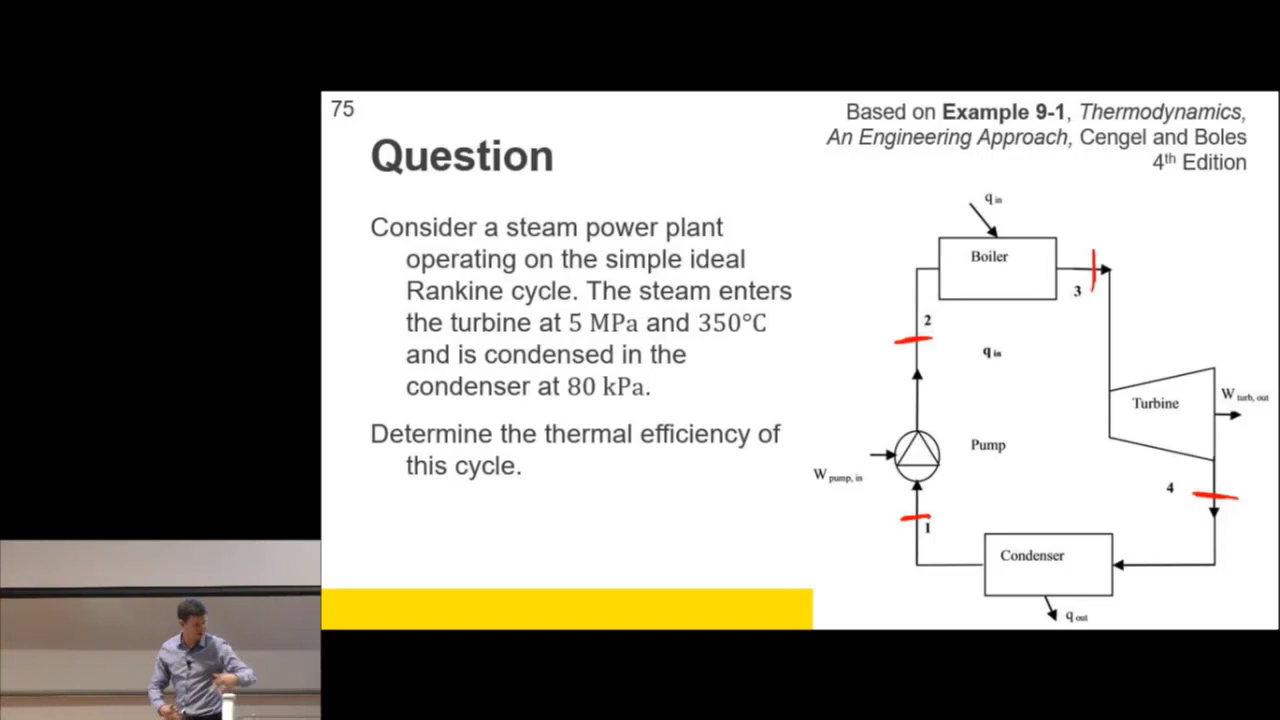 75
Based on Example 9-1, Thermodynamics,
An Engineering Approach, Cengel and Boles
4th Edition
Question
Consider a steam power plant
operating on the simple ideal
Rankine cycle. The steam enters
the turbine at 5 MPa and 350°C
and is condensed in the
condenser at 80 kPa.
Determine the thermal efficiency of
this cycle.
q in
Boiler
3
2
q in
Turbine
W turb, out
Pump
W pump, in
4
1
Condenser
q out